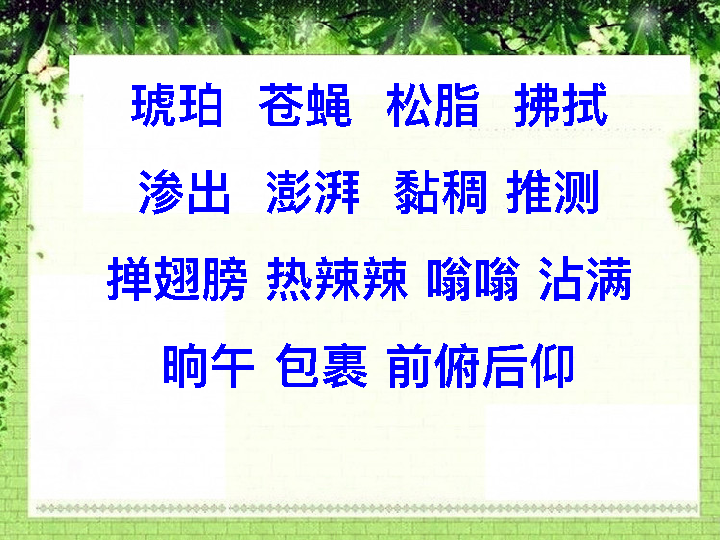 琥珀 苍蝇 松脂 拂拭
渗出 澎湃 黏稠 推测
掸翅膀 热辣辣 嗡嗡 沾满
晌午 包裹 前俯后仰